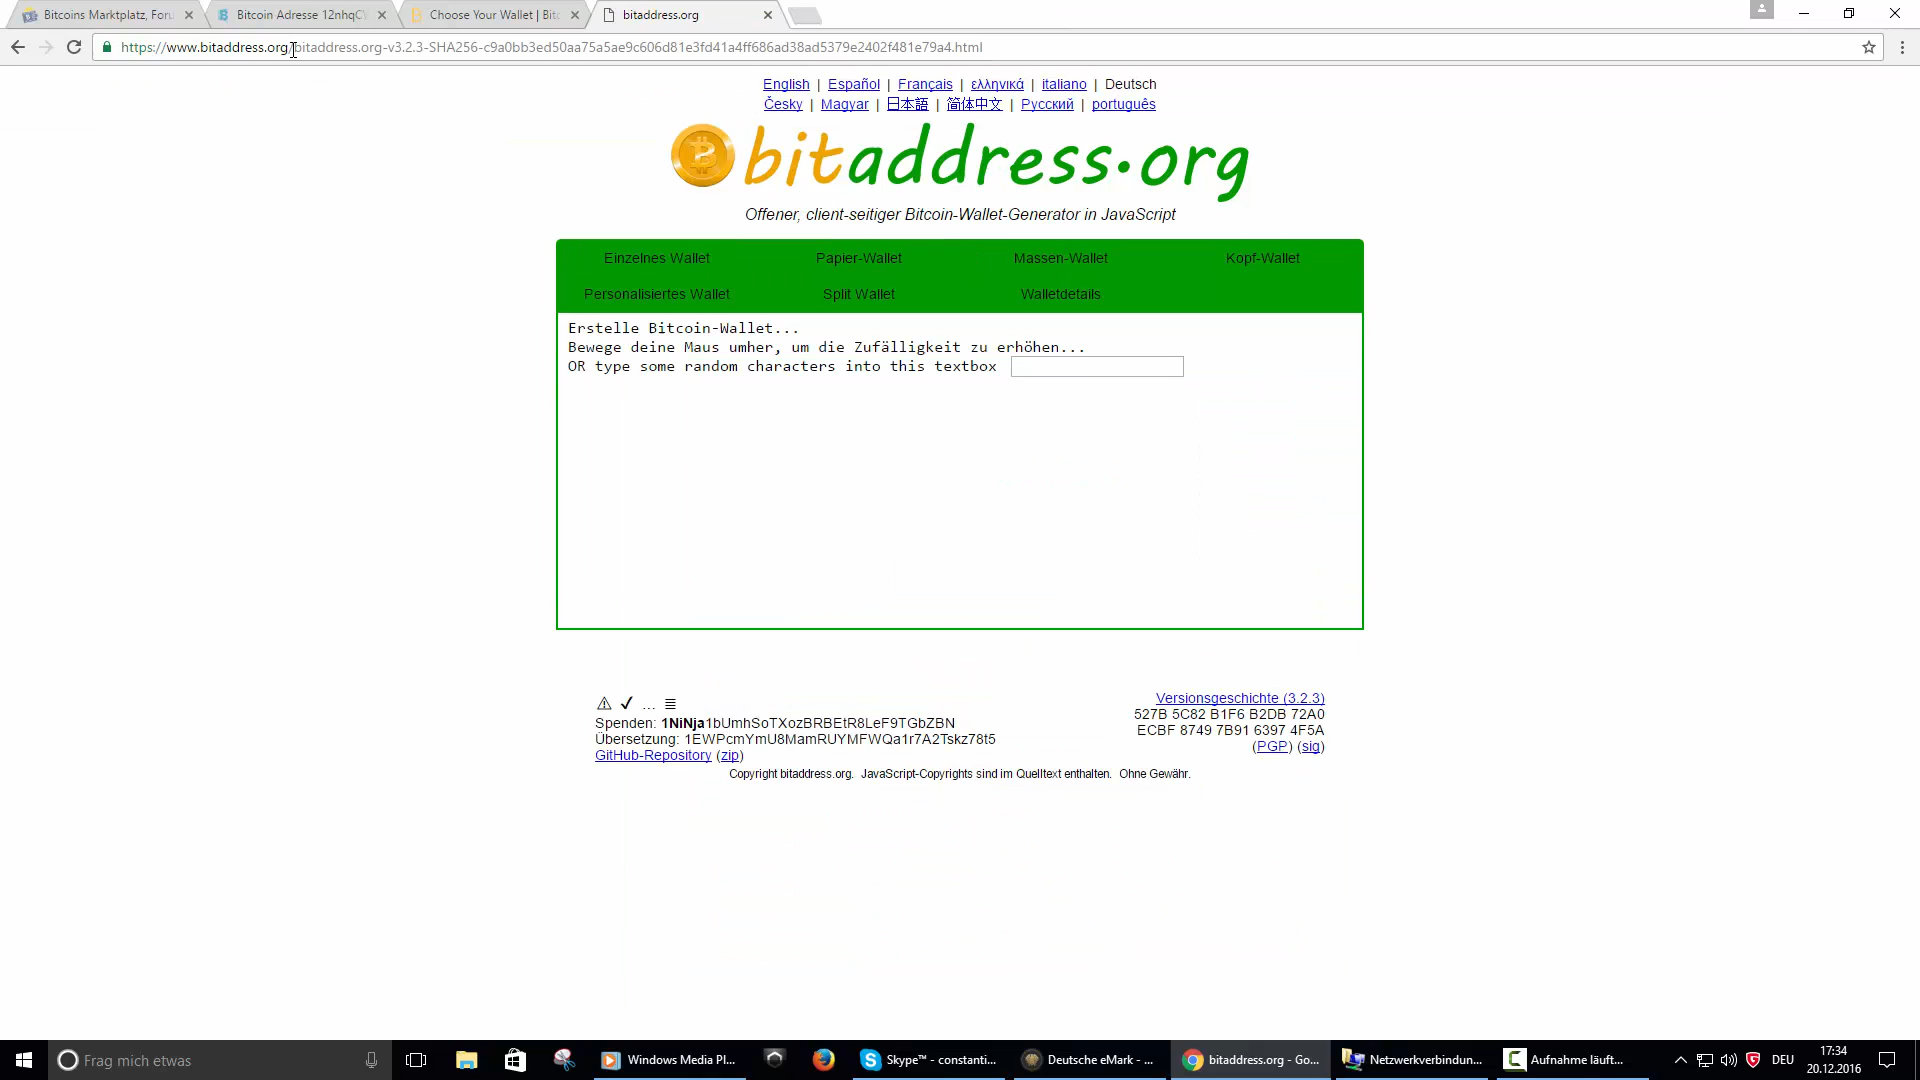 Bitcoins Marktplatz, Foru
Bitcoin Adresse 12nhqCW
Choose Your Wallet | Bitc
bitaddress.org
https://www.bitaddress.org/bitaddress.org-v3.2.3-SHA256-c9a0bb3ed50aa75a5ae9c606d81e3fd41a4ff686ad38ad5379e2402f481e79a4.html
English | Español | Français | ελληνικά | italiano | Deutsch
Česky | Magyar | 日本語 | 简体中文 | Русский | português
bitaddress.org
Offener, client-seitiger Bitcoin-Wallet-Generator in JavaScript
Einzelnes Wallet Papier-Wallet Massen-Wallet Kopf-Wallet
Personalisiertes Wallet Split Wallet Walletdetails
Erstelle Bitcoin-Wallet...
Bewege deine Maus umher, um die Zufälligkeit zu erhöhen...
OR type some random characters into this textbox
Spenden: 1NiNja1bUmhSoTXozBRBEtR8LeF9TGbZBN
Übersetzung: 1EWPcmYmU8MamRUYMFWQa1r7A2Tskz78t5
GitHub-Repository (zip)
Versionsgeschichte (3.2.3)
527B 5C82 B1F6 B2DB 72A0
ECBF 8749 7B91 6397 4F5A
(PGP) (sig)
Copyright bitaddress.org. JavaScript-Copyrights sind im Quelltext enthalten. Ohne Gewähr.
Frag mich etwas
Windows Media Pl...
Skype™ - constanti...
Deutsche eMark - ...
bitaddress.org - Go...
Netzwerkverbindun...
Aufnahme läuft...
DEU
17:34
20.12.2016